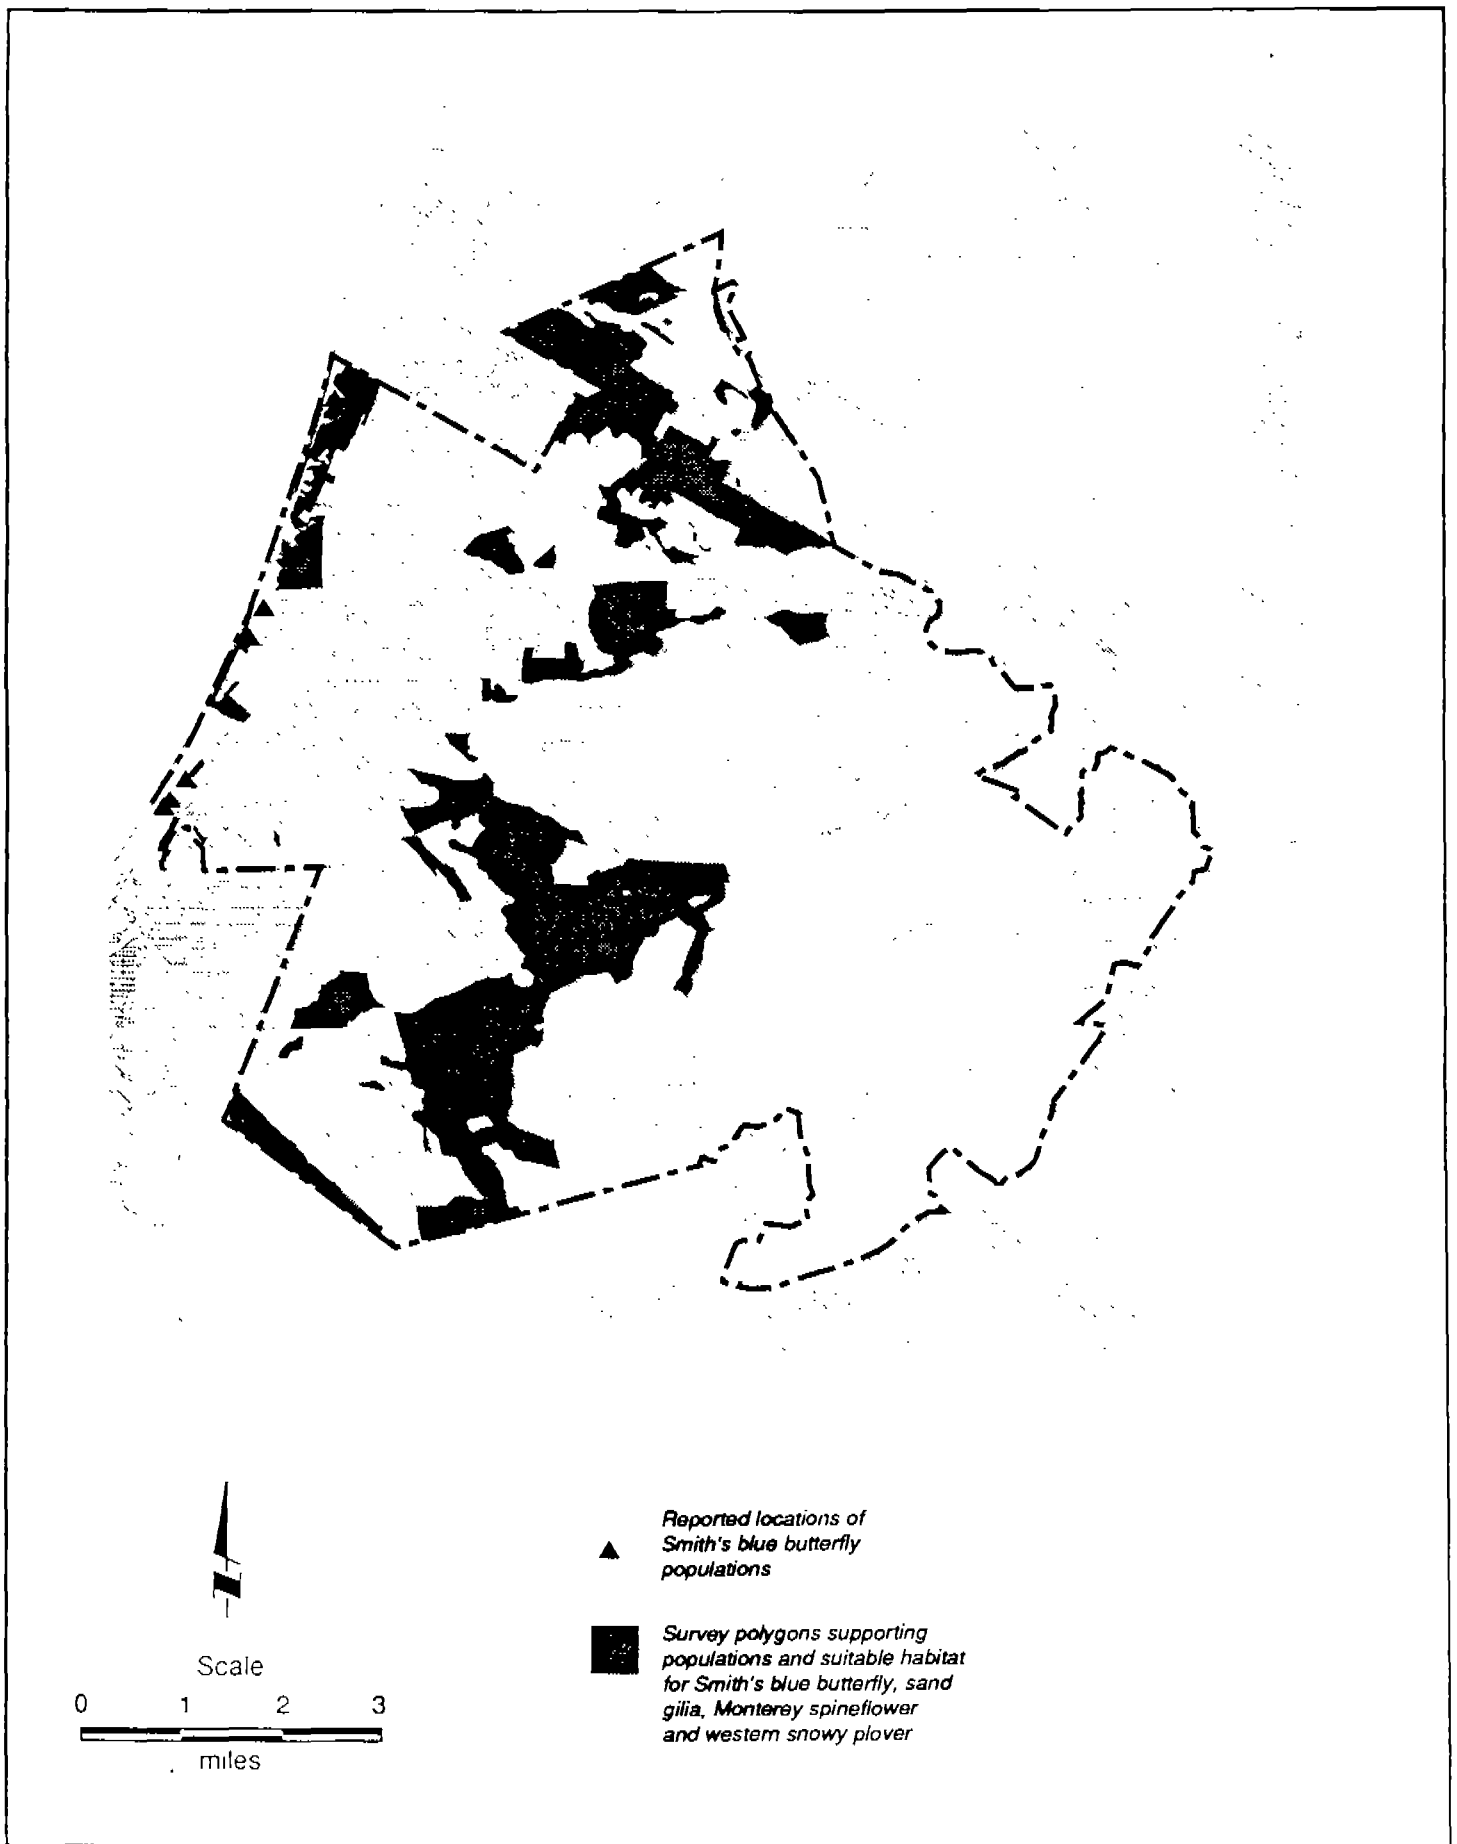 Reported locations of
Smith's blue butterfly
populations
Survey polygons supporting
populations and suitable habitat
for Smith's blue butterfly, sand
gilia, Monterey spineflower
and western snowy plover
Scale
0 1 2 3
miles